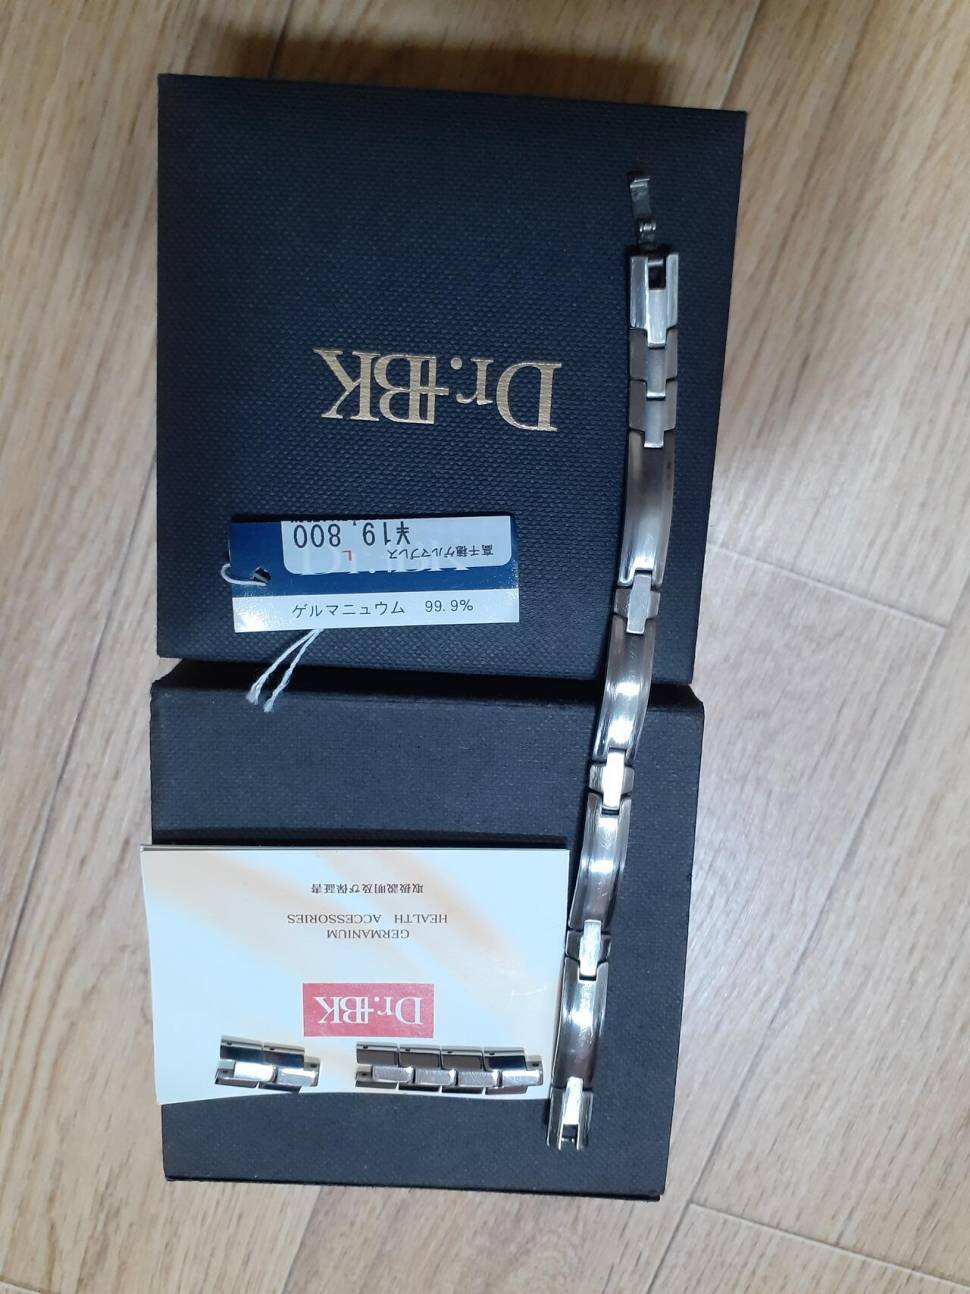 Dr.BK
高千穂ゲルマブレス
L
¥19,800
ゲルマニュウム 99.9%
Dr.BK
GERMANIUM
HEALTH ACCESSORIES
取扱説明及び保証書